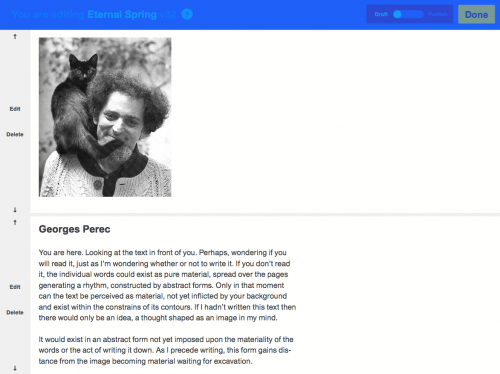 You are editing Eternal Spring v32 ?
Draft
Done
↑
Edit
Delete
↓
↑
Georges Perec
You are here. Looking at the text in front of you. Perhaps, wondering if you
will read it, just as I'm wondering whether or not to write it. If you don't read
it, the individual words could exist as pure material, spread over the pages
generating a rhythm, constructed by abstract forms. Only in that moment
can the text be perceived as material, not yet inflicted by your background
and exist within the constrains of its contours. If I hadn't written this text then
there would only be an idea, a thought shaped as an image in my mind.
Edit
Delete
It would exist in an abstract form not yet imposed upon the materiality of the
words or the act of writing it down. As I precede writing, this form gains dis-
tance from the image becoming material waiting for excavation.
↓